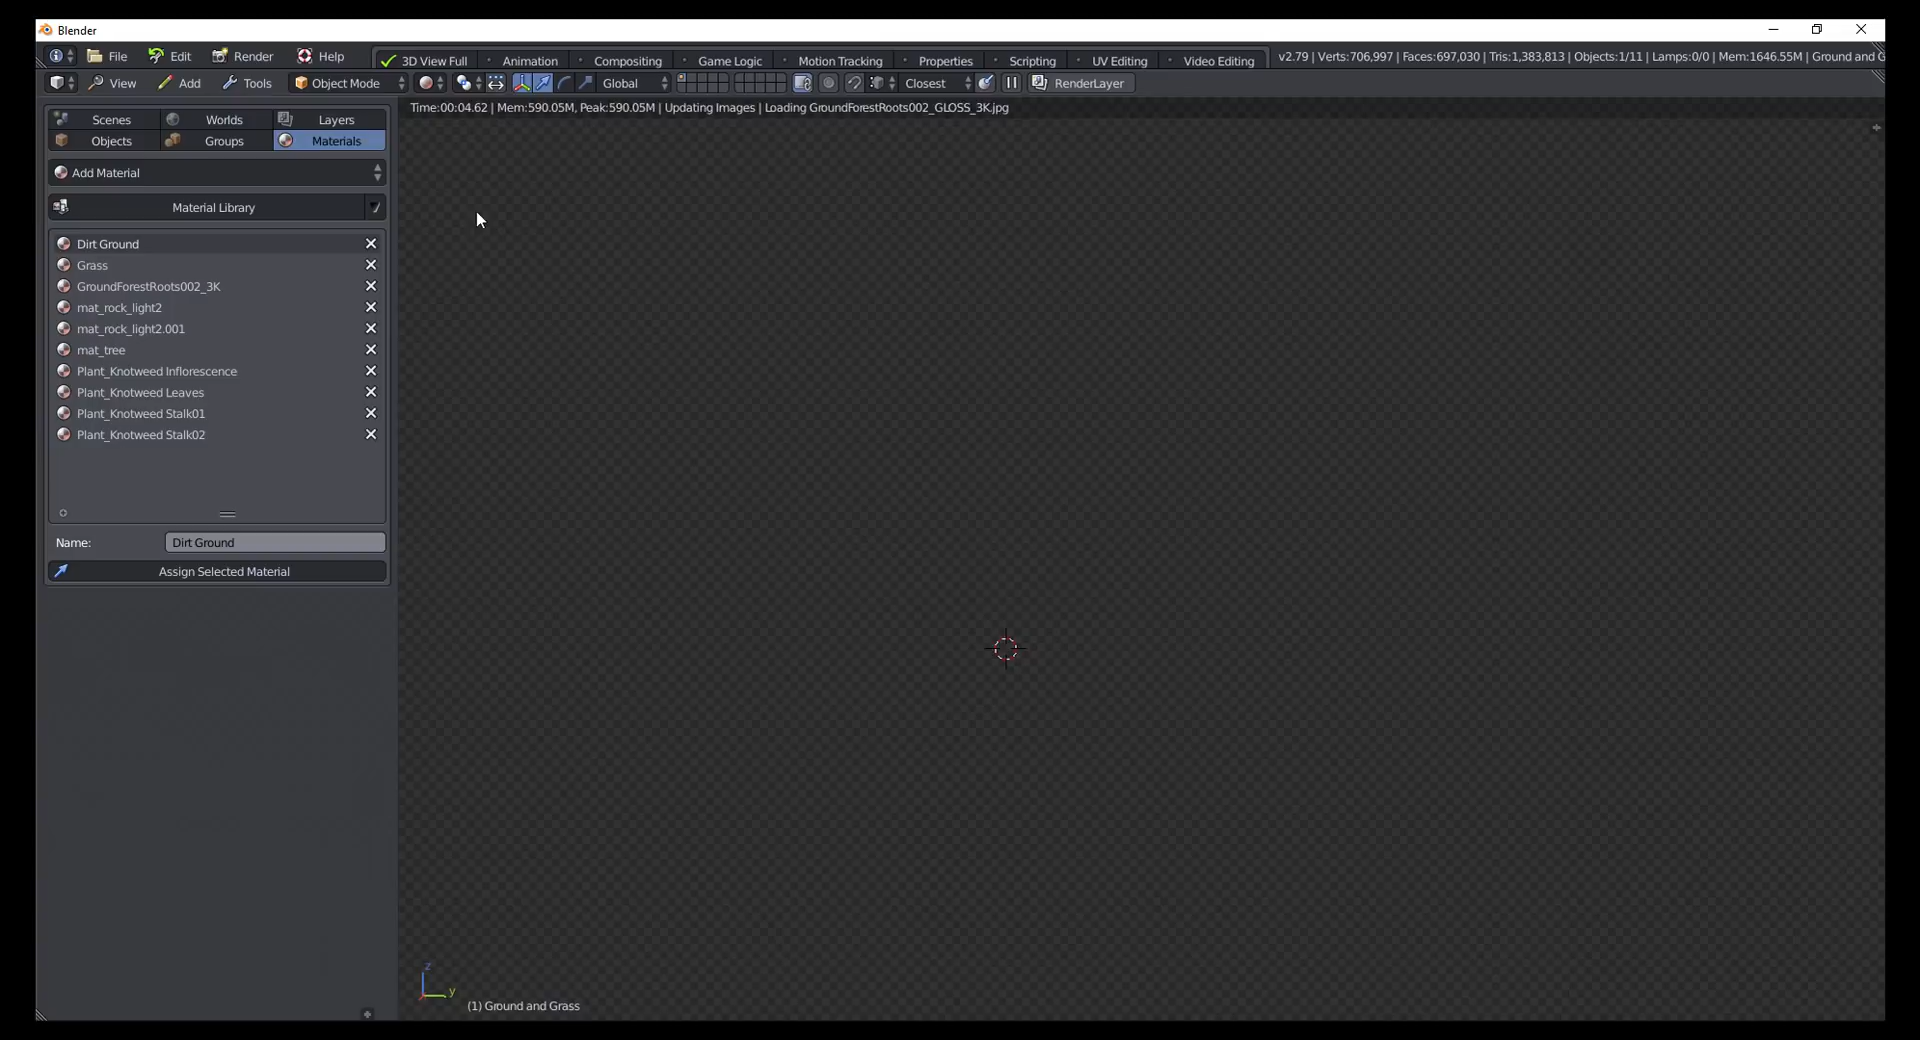 Blender
File Edit Render Help 3D View Full Animation Compositing Game Logic Motion Tracking Properties Scripting UV Editing Video Editing v2.79 | Verts:706,997 | Faces:697,030 | Tris:1,383,813 | Objects:1/11 | Lamps:0/0 | Mem:1646.55M | Ground and G
View Add Tools Object Mode Global Closest RenderLayer
Time:00:04.62 | Mem:590.05M, Peak:590.05M | Updating Images | Loading GroundForestRoots002_GLOSS_3K.jpg
Scenes Worlds Layers
Objects Groups Materials
Add Material
Material Library
Dirt Ground
Grass
GroundForestRoots002_3K
mat_rock_light2
mat_rock_light2.001
mat_tree
Plant_Knotweed Inflorescence
Plant_Knotweed Leaves
Plant_Knotweed Stalk01
Plant_Knotweed Stalk02
Name: Dirt Ground
Assign Selected Material
z
y
(1) Ground and Grass